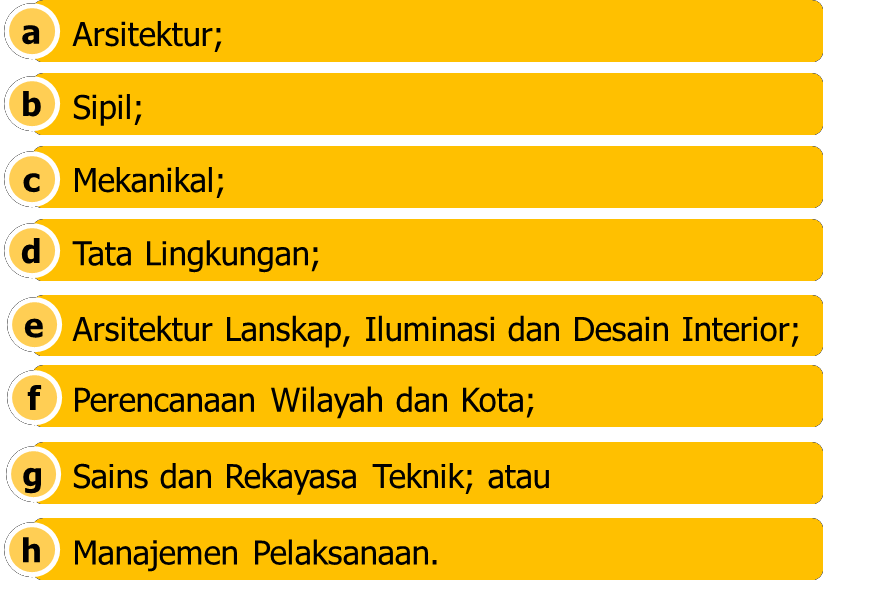 a Arsitektur;
b Sipil;
c Mekanikal;
d Tata Lingkungan;
e Arsitektur Lanskap, Iluminasi dan Desain Interior;
f Perencanaan Wilayah dan Kota;
g Sains dan Rekayasa Teknik; atau
h Manajemen Pelaksanaan.